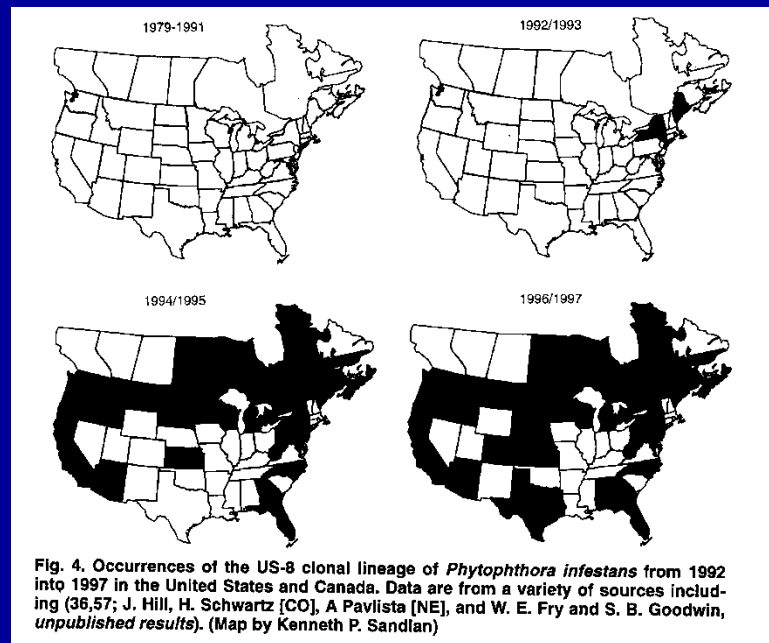 1979-1991
1992/1993
1994/1995
1996/1997
Fig. 4. Occurrences of the US-8 clonal lineage of Phytophthora infestans from 1992
into 1997 in the United States and Canada. Data are from a variety of sources includ-
ing (36,57; J. Hill, H. Schwartz [CO], A Pavlista [NE], and W. E. Fry and S. B. Goodwin,
unpublished results). (Map by Kenneth P. Sandlan)